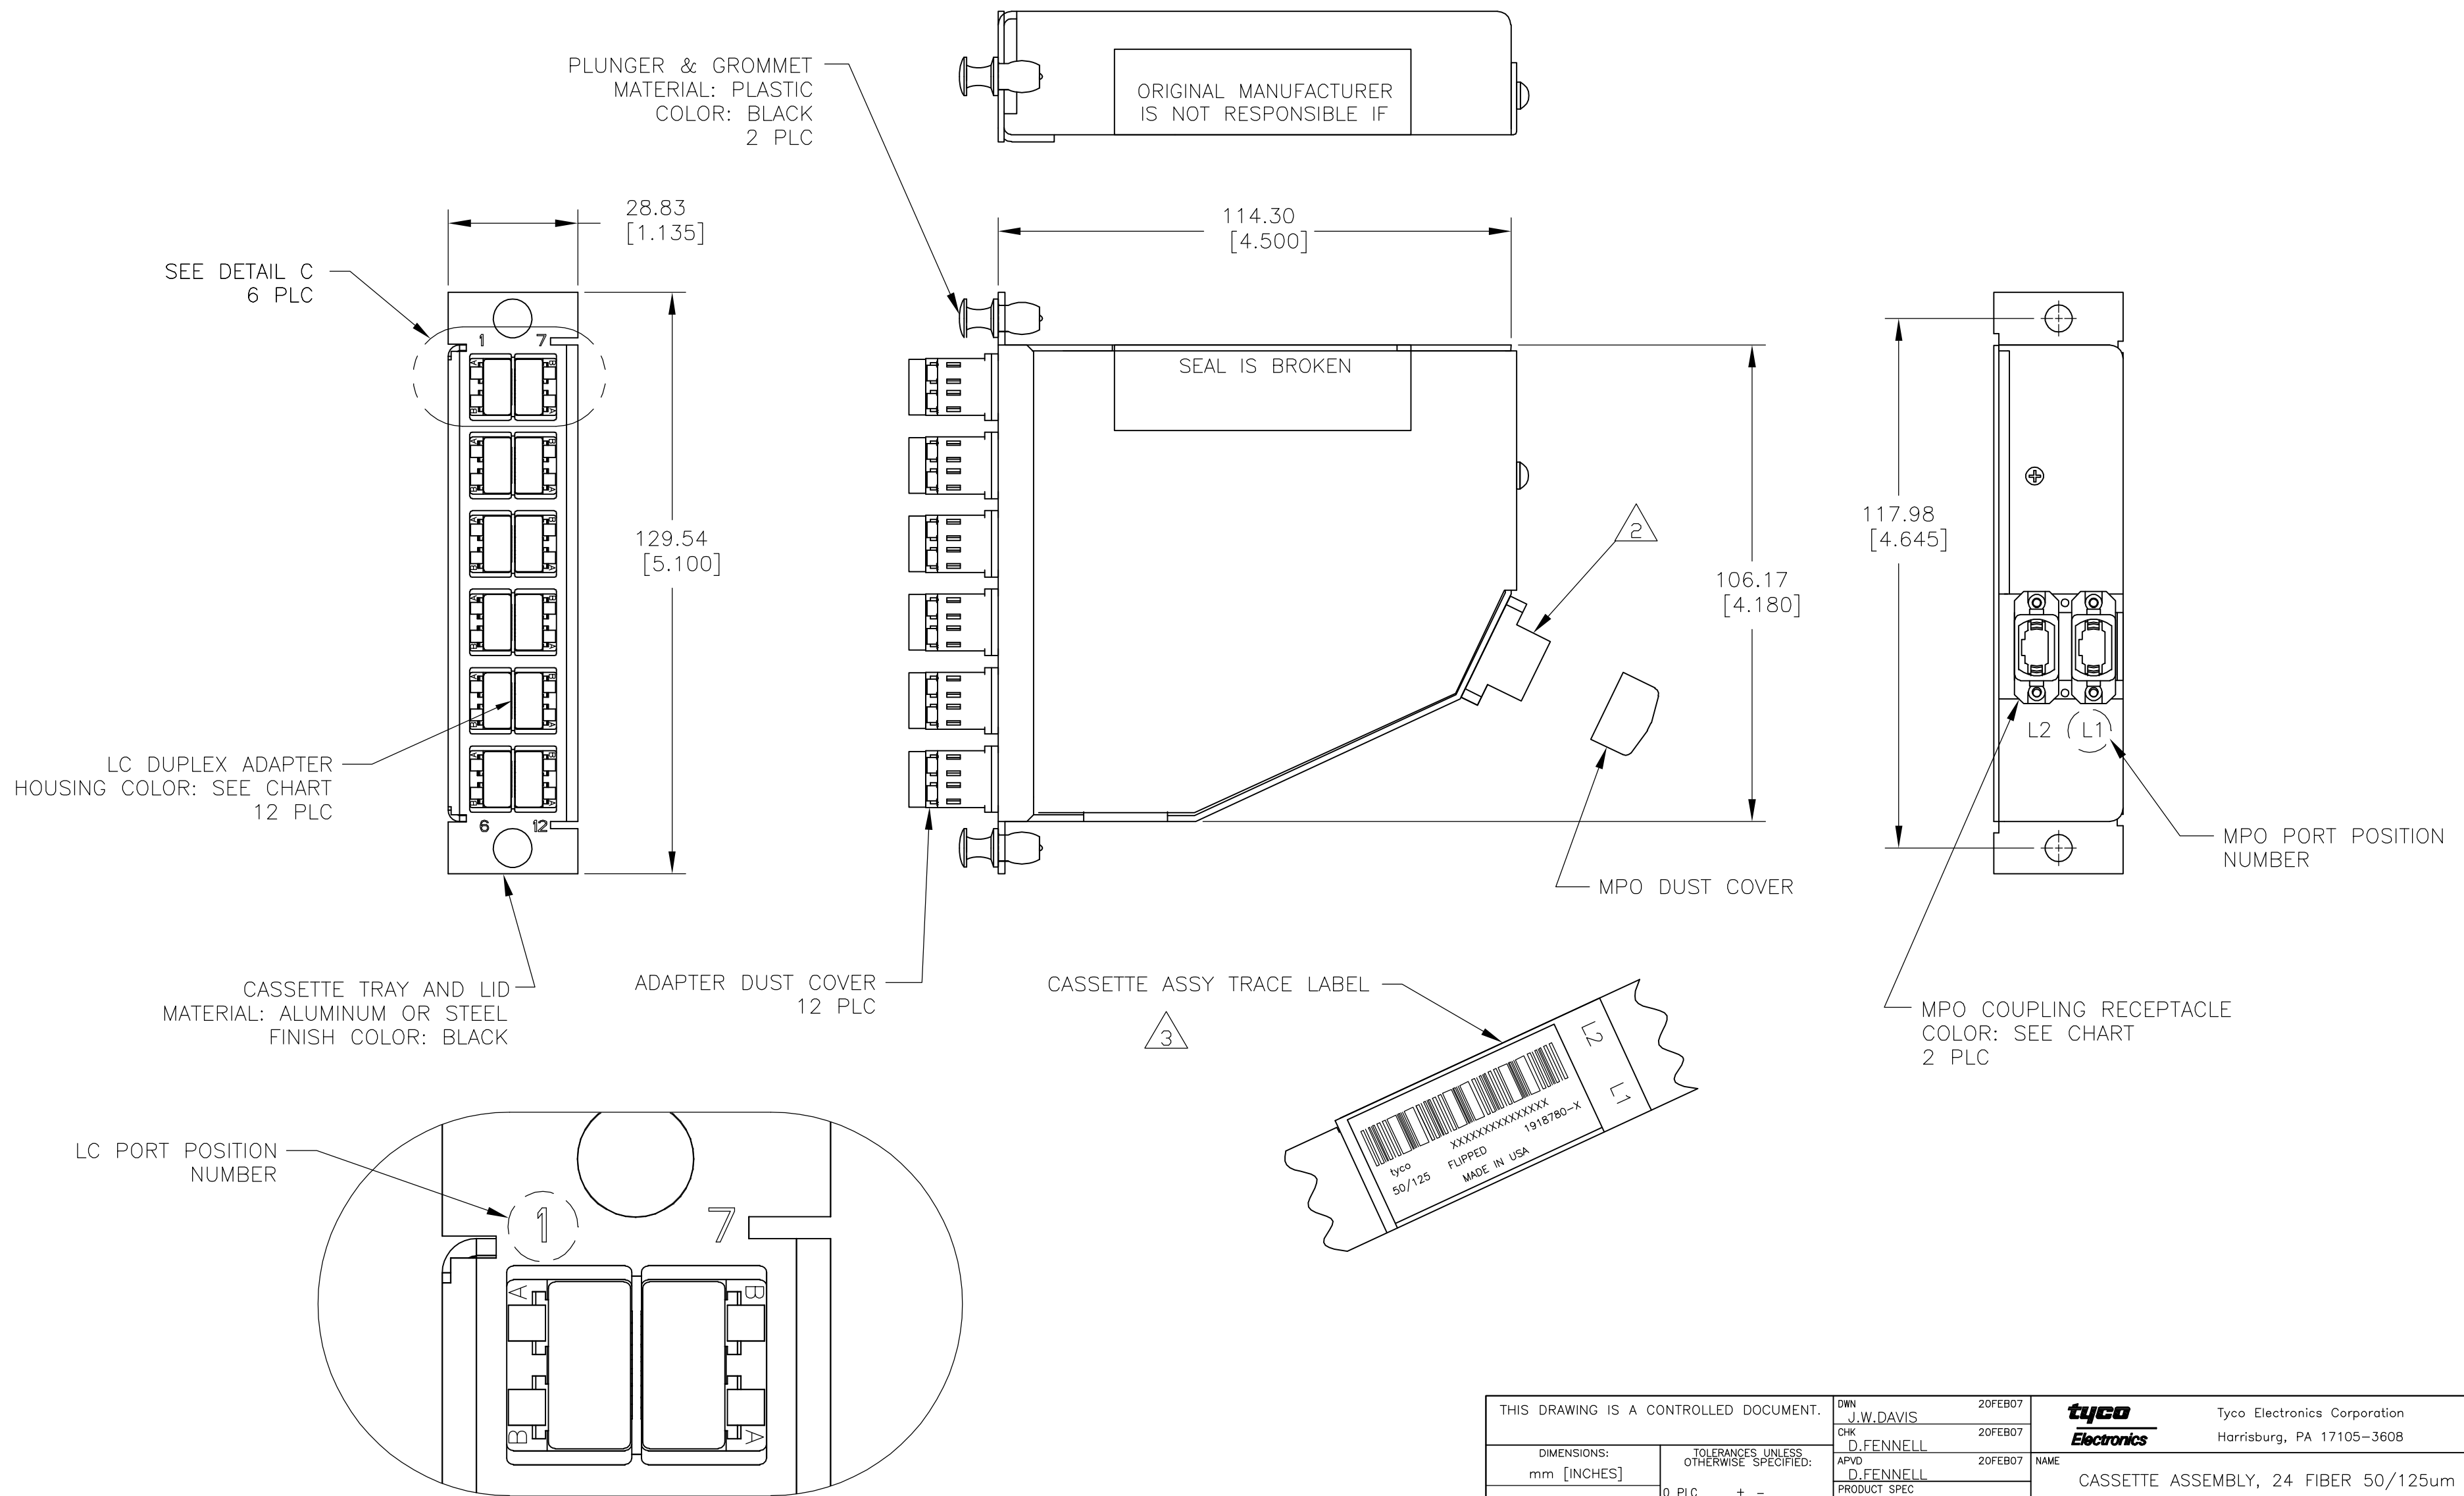 PLUNGER & GROMMET
MATERIAL: PLASTIC
COLOR: BLACK
2 PLC
ORIGINAL MANUFACTURER
IS NOT RESPONSIBLE IF
28.83
[1.135]
114.30
[4.500]
SEE DETAIL C
6 PLC
1 7
A B
B A
A B
B A
A B
B A
A B
B A
A B
B A
A B
B A
6 12
129.54
[5.100]
SEAL IS BROKEN
2
106.17
[4.180]
117.98
[4.645]
L2 L1
LC DUPLEX ADAPTER
HOUSING COLOR: SEE CHART
12 PLC
MPO PORT POSITION
NUMBER
MPO DUST COVER
CASSETTE TRAY AND LID
MATERIAL: ALUMINUM OR STEEL
FINISH COLOR: BLACK
ADAPTER DUST COVER
12 PLC
CASSETTE ASSY TRACE LABEL
3
MPO COUPLING RECEPTACLE
COLOR: SEE CHART
2 PLC
L2
L1
XXXXXXXXXXXXXXX
tyco FLIPPED 1918780-X
50/125 MADE IN USA
LC PORT POSITION
NUMBER
1 7
A B
B A
THIS DRAWING IS A CONTROLLED DOCUMENT.
DWN 20FEB07
J.W.DAVIS
CHK 20FEB07
D.FENNELL
APVD 20FEB07
D.FENNELL
PRODUCT SPEC
tyco
Electronics
Tyco Electronics Corporation
Harrisburg, PA 17105-3608
DIMENSIONS:
mm [INCHES]
TOLERANCES UNLESS
OTHERWISE SPECIFIED:
0 PLC + -
NAME
CASSETTE ASSEMBLY, 24 FIBER 50/125um